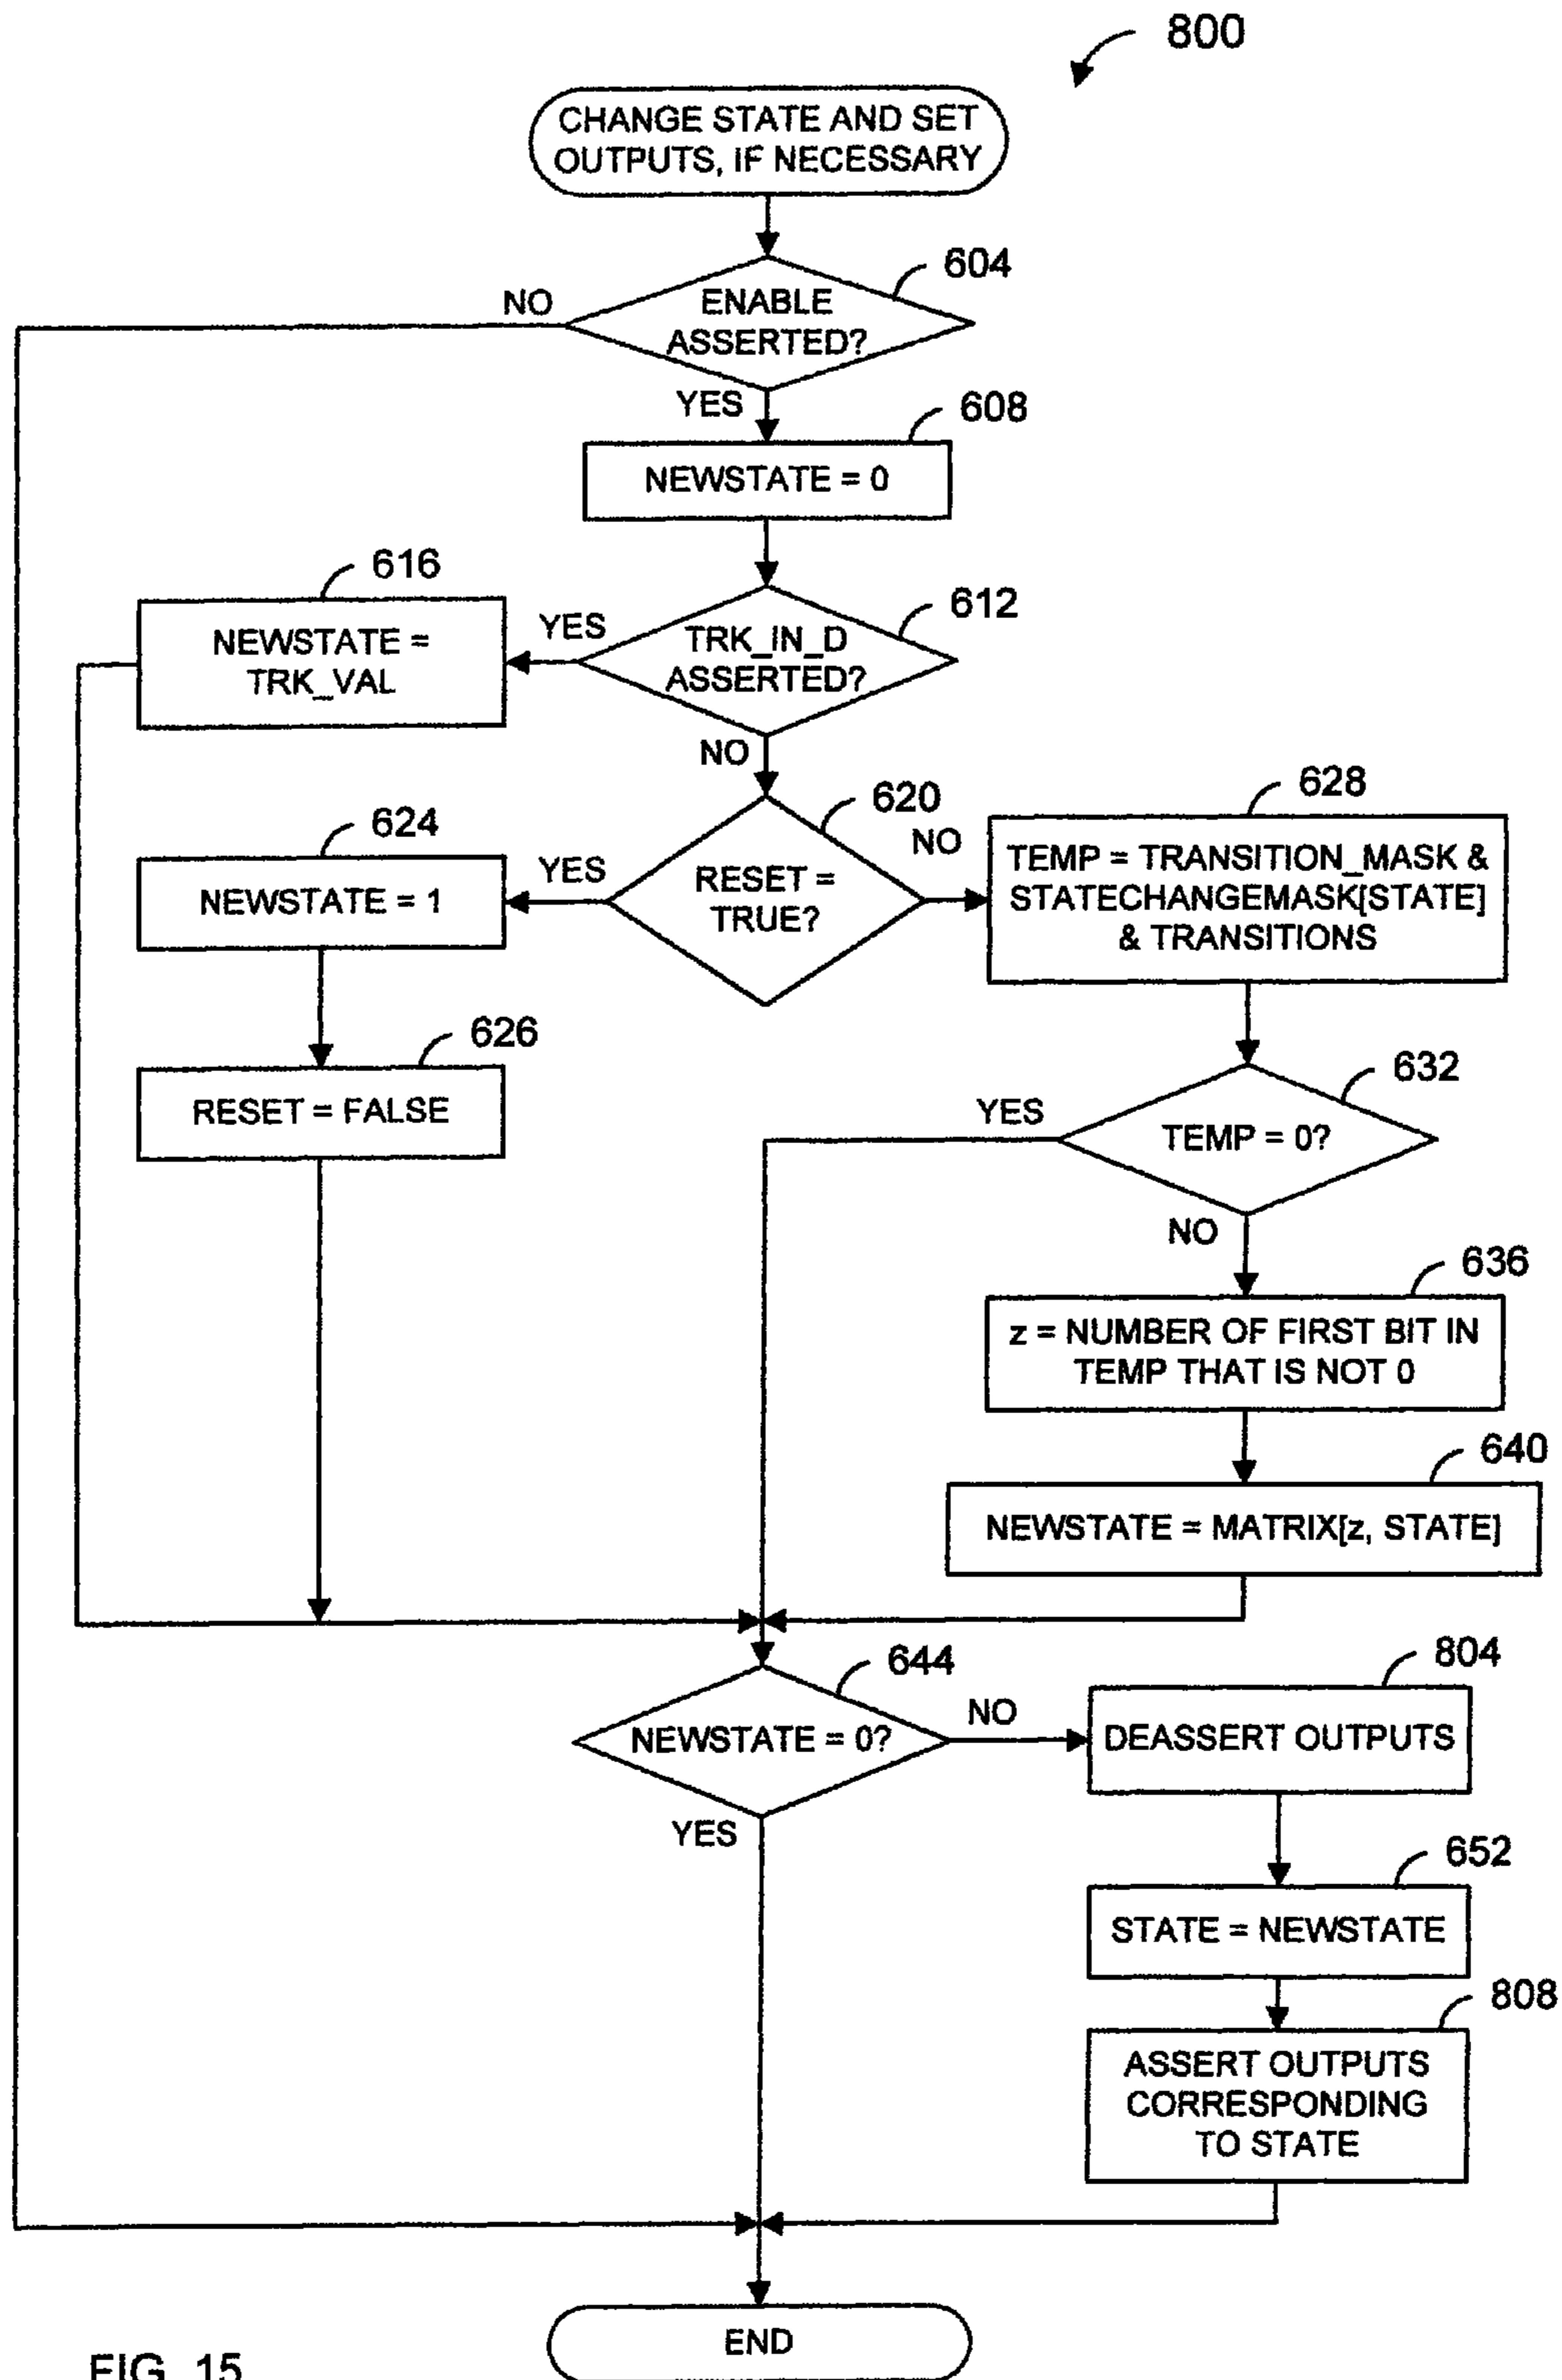 800
CHANGE STATE AND SET
OUTPUTS, IF NECESSARY
604
NO
ENABLE
ASSERTED?
YES
608
NEWSTATE = 0
616
NEWSTATE =
TRK_VAL
YES
612
TRK_IN_D
ASSERTED?
NO
620
624
NEWSTATE = 1
YES
RESET =
TRUE?
NO
628
TEMP = TRANSITION_MASK &
STATECHANGEMASK[STATE]
& TRANSITIONS
626
RESET = FALSE
632
YES
TEMP = 0?
NO
636
z = NUMBER OF FIRST BIT IN
TEMP THAT IS NOT 0
640
NEWSTATE = MATRIX[z, STATE]
644
NEWSTATE = 0?
NO
804
DEASSERT OUTPUTS
YES
652
STATE = NEWSTATE
808
ASSERT OUTPUTS
CORRESPONDING
TO STATE
END
FIG. 15